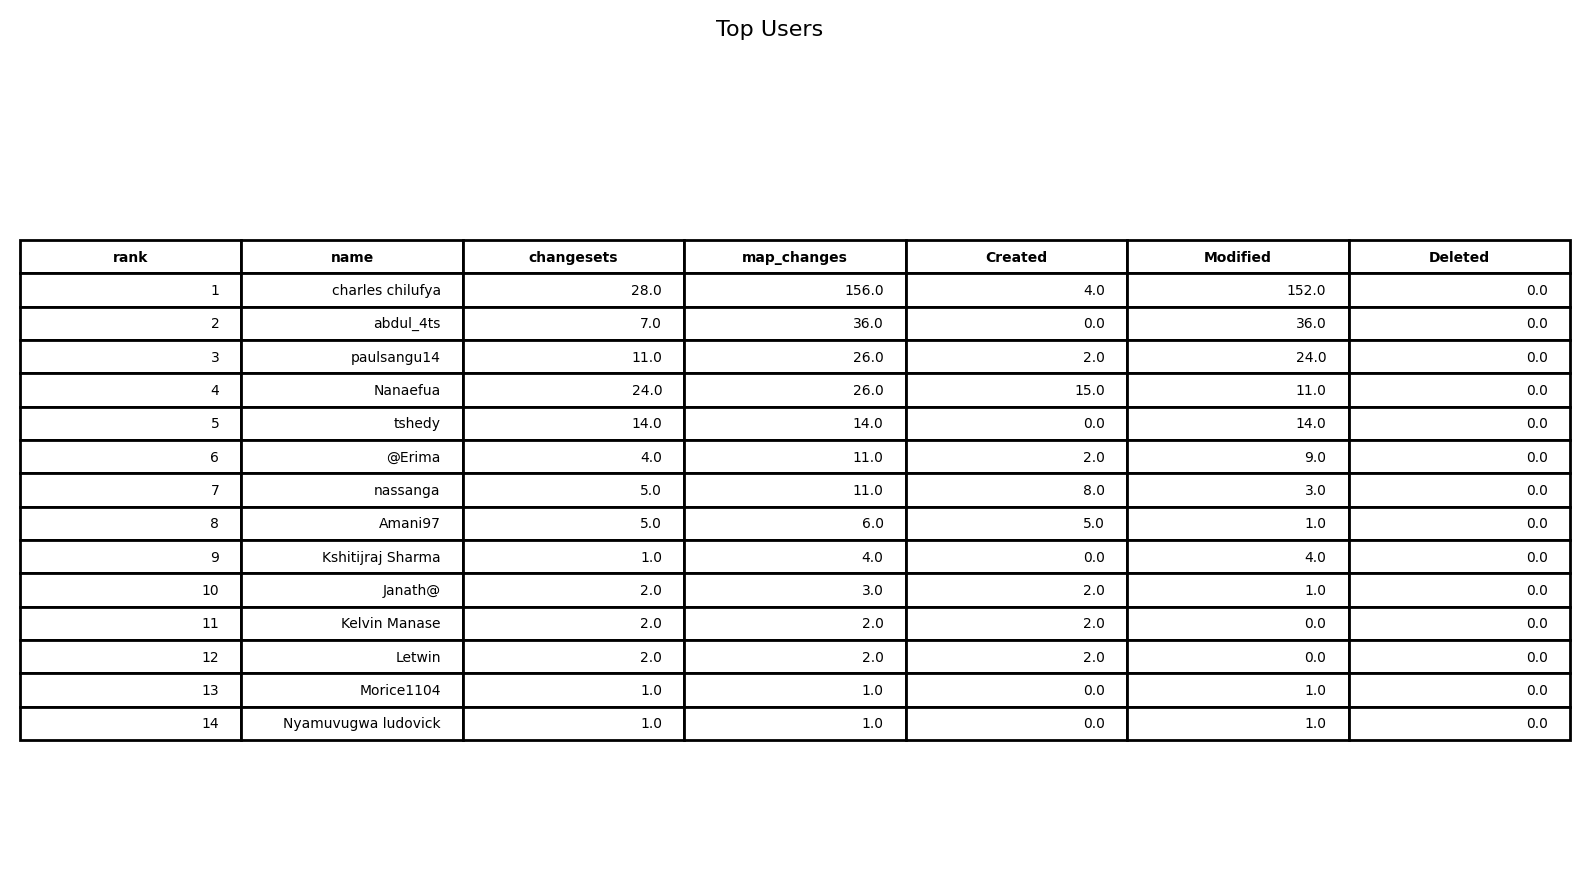 Top Users
rank name changesets map_changes Created Modified Deleted
1 charles chilufya 28.0 156.0 4.0 152.0 0.0
2 abdul_4ts 7.0 36.0 0.0 36.0 0.0
3 paulsangu14 11.0 26.0 2.0 24.0 0.0
4 Nanaefua 24.0 26.0 15.0 11.0 0.0
5 tshedy 14.0 14.0 0.0 14.0 0.0
6 @Erima 4.0 11.0 2.0 9.0 0.0
7 nassanga 5.0 11.0 8.0 3.0 0.0
8 Amani97 5.0 6.0 5.0 1.0 0.0
9 Kshitijraj Sharma 1.0 4.0 0.0 4.0 0.0
10 Janath@ 2.0 3.0 2.0 1.0 0.0
11 Kelvin Manase 2.0 2.0 2.0 0.0 0.0
12 Letwin 2.0 2.0 2.0 0.0 0.0
13 Morice1104 1.0 1.0 0.0 1.0 0.0
14 Nyamuvugwa ludovick 1.0 1.0 0.0 1.0 0.0